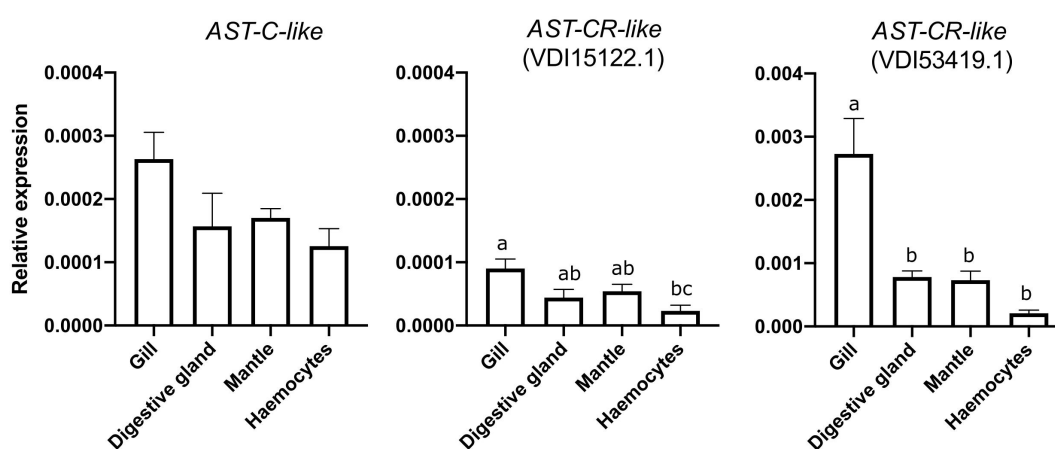 AST-C-like
Relative expression
0.0004
0.0003
0.0002
0.0001
0.0000
Gill
Digestive gland
Mantle
Haemocytes
AST-CR-like
(VDI15122.1)
0.0004
0.0003
0.0002
0.0001
0.0000
a
ab
ab
bc
Gill
Digestive gland
Mantle
Haemocytes
AST-CR-like
(VDI53419.1)
0.004
0.003
0.002
0.001
0.000
a
b
b
b
Gill
Digestive gland
Mantle
Haemocytes